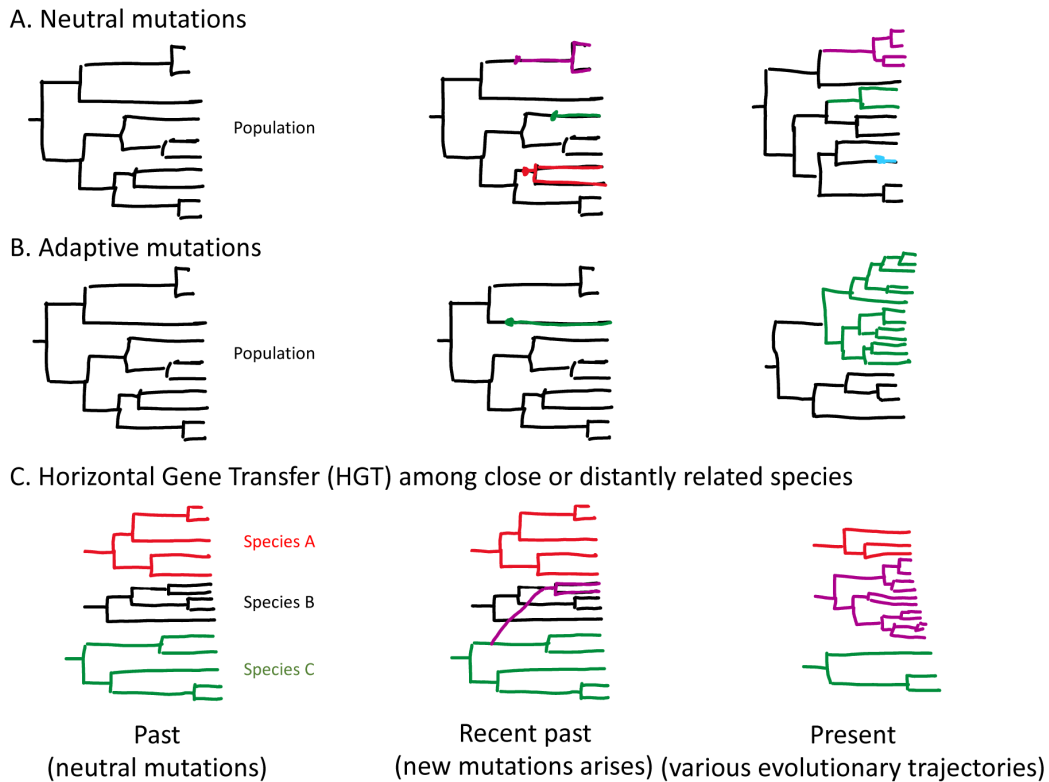 A. Neutral mutations
Population
B. Adaptive mutations
Population
C. Horizontal Gene Transfer (HGT) among close or distantly related species
Species A
Species B
Species C
Past
(neutral mutations)
Recent past
(new mutations arises)
Present
(various evolutionary trajectories)